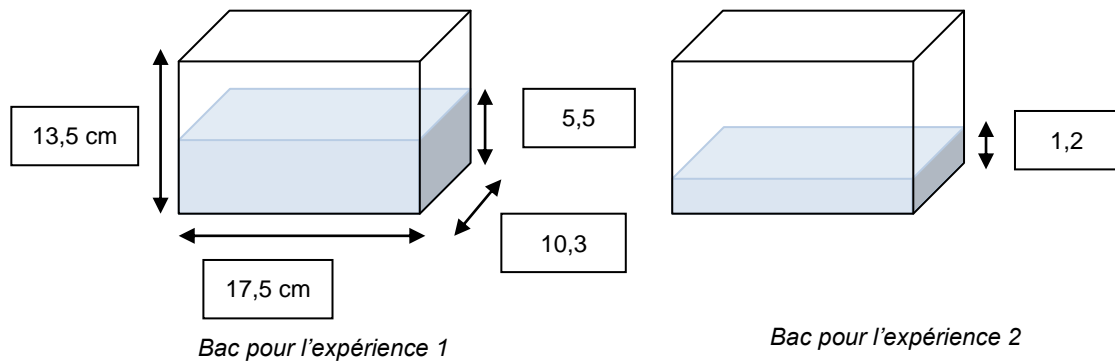 13,5 cm
5,5
1,2
10,3
17,5 cm
Bac pour l'expérience 1
Bac pour l'expérience 2